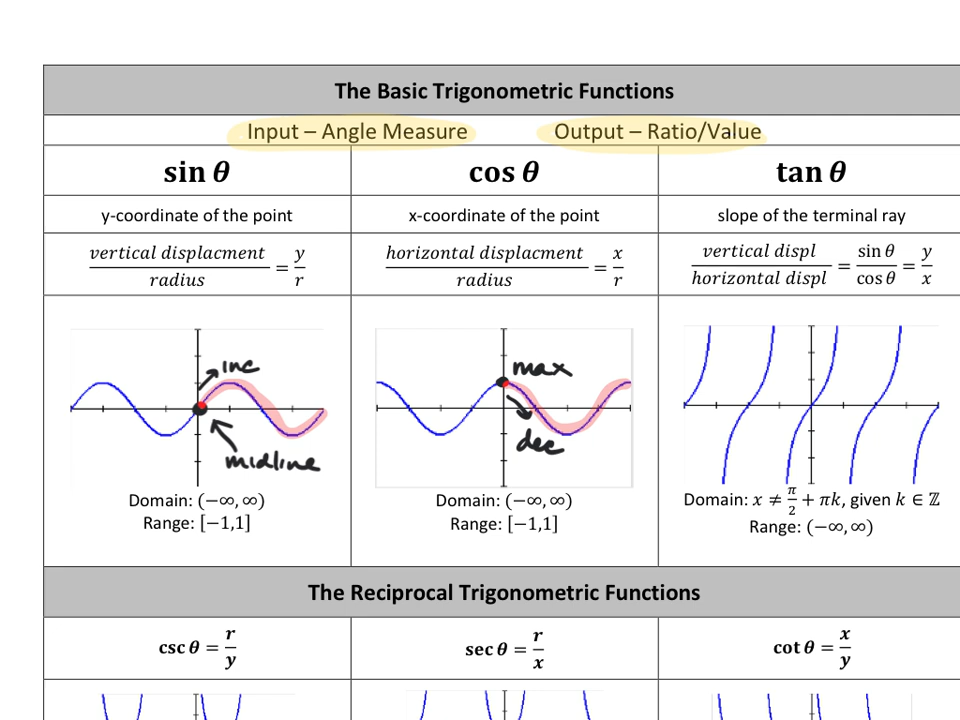 The Basic Trigonometric Functions
Input – Angle Measure Output – Ratio/Value
sin θ cos θ tan θ
y-coordinate of the point x-coordinate of the point slope of the terminal ray
vertical displacment / radius = y / r horizontal displacment / radius = x / r vertical displ / horizontal displ = sin θ / cos θ = y / x
inc
midline
max
dec
Domain: (−∞, ∞) Domain: (−∞, ∞) Domain: x ≠ π/2 + πk, given k ∈ ℤ
Range: [−1,1] Range: [−1,1] Range: (−∞, ∞)
The Reciprocal Trigonometric Functions
csc θ = r / y sec θ = r / x cot θ = x / y